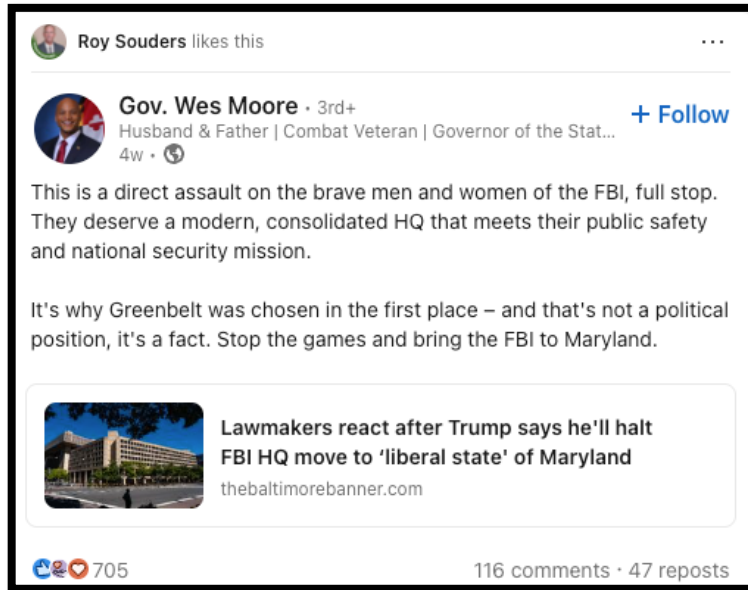 Roy Souders likes this
Gov. Wes Moore · 3rd+
+ Follow
Husband & Father | Combat Veteran | Governor of the Stat...
4w ·
This is a direct assault on the brave men and women of the FBI, full stop.
They deserve a modern, consolidated HQ that meets their public safety
and national security mission.
It's why Greenbelt was chosen in the first place – and that's not a political
position, it's a fact. Stop the games and bring the FBI to Maryland.
Lawmakers react after Trump says he'll halt
FBI HQ move to ‘liberal state' of Maryland
thebaltimorebanner.com
705
116 comments · 47 reposts